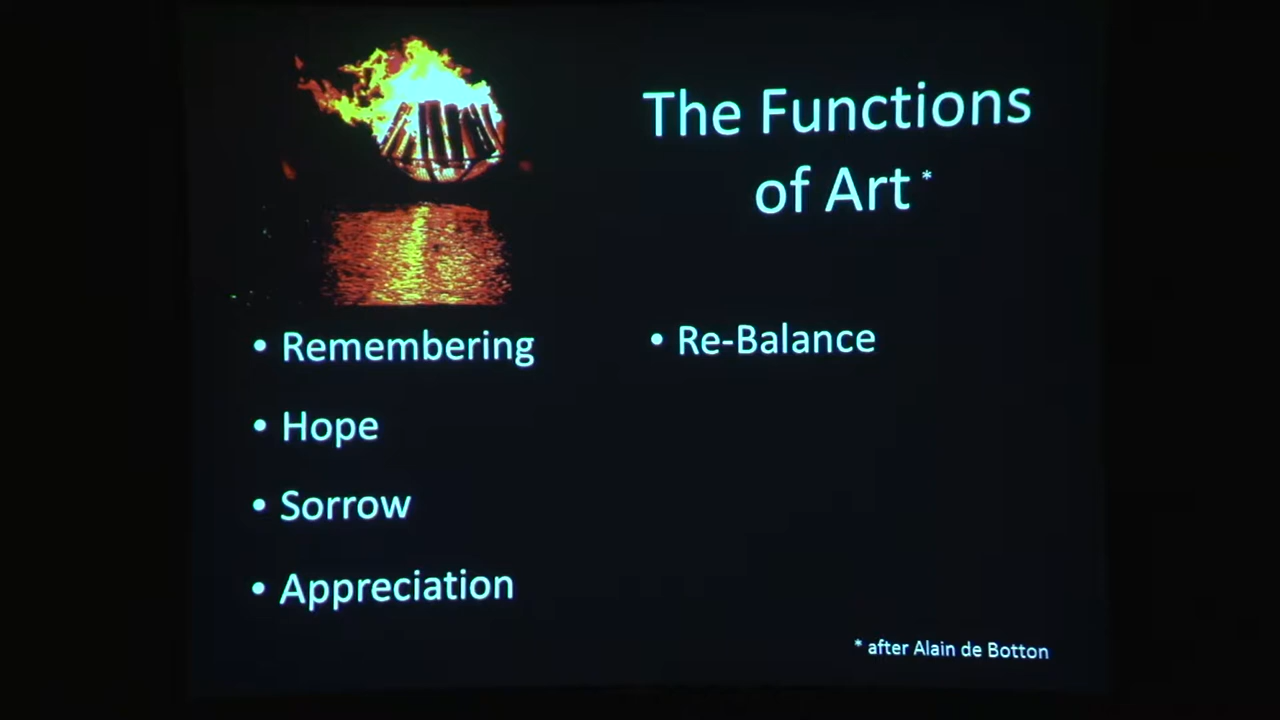 The Functions
of Art *
• Remembering
• Hope
• Sorrow
• Appreciation
• Re-Balance
* after Alain de Botton